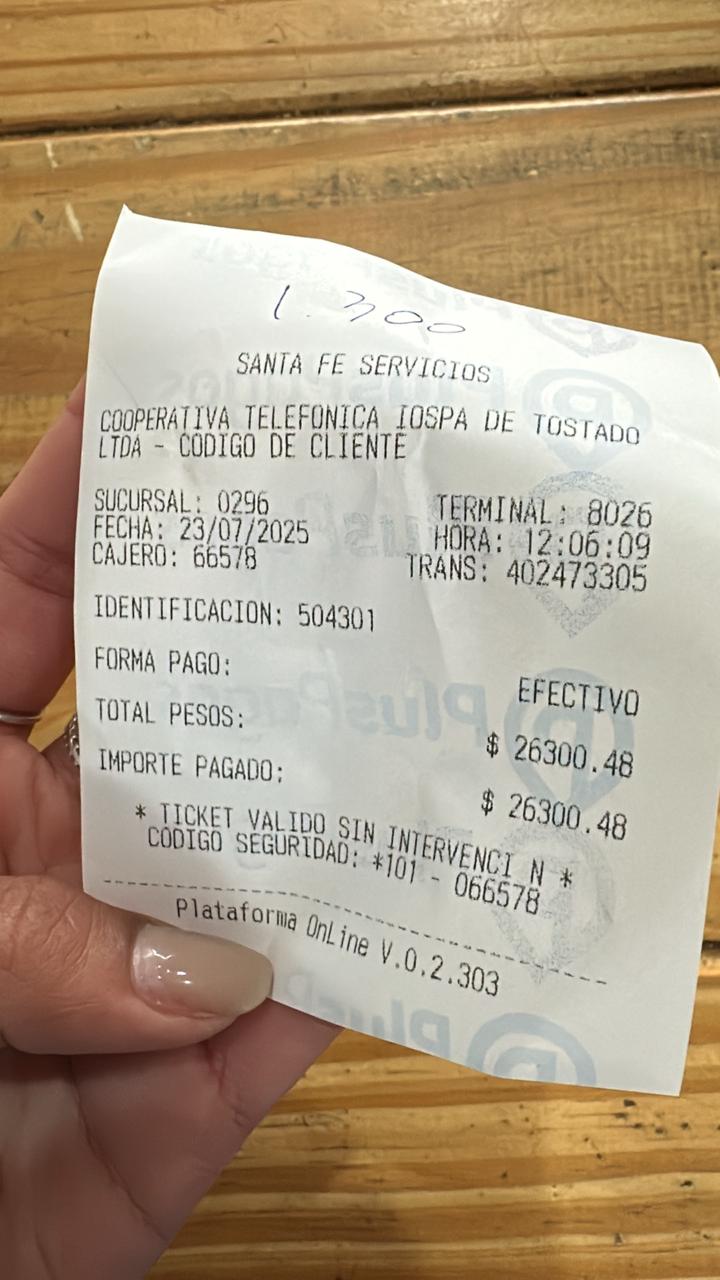 1.300
SANTA FE SERVICIOS
COOPERATIVA TELEFONICA IOSPA DE TOSTADO
LTDA - CODIGO DE CLIENTE
SUCURSAL: 0296 TERMINAL: 8026
FECHA: 23/07/2025 HORA: 12:06:09
CAJERO: 66578 TRANS: 402473305
IDENTIFICACION: 504301
FORMA PAGO: EFECTIVO
TOTAL PESOS: $ 26300.48
IMPORTE PAGADO: $ 26300.48
* TICKET VALIDO SIN INTERVENCI N *
CODIGO SEGURIDAD: *101 - 066578
Plataforma OnLine V.0.2.303